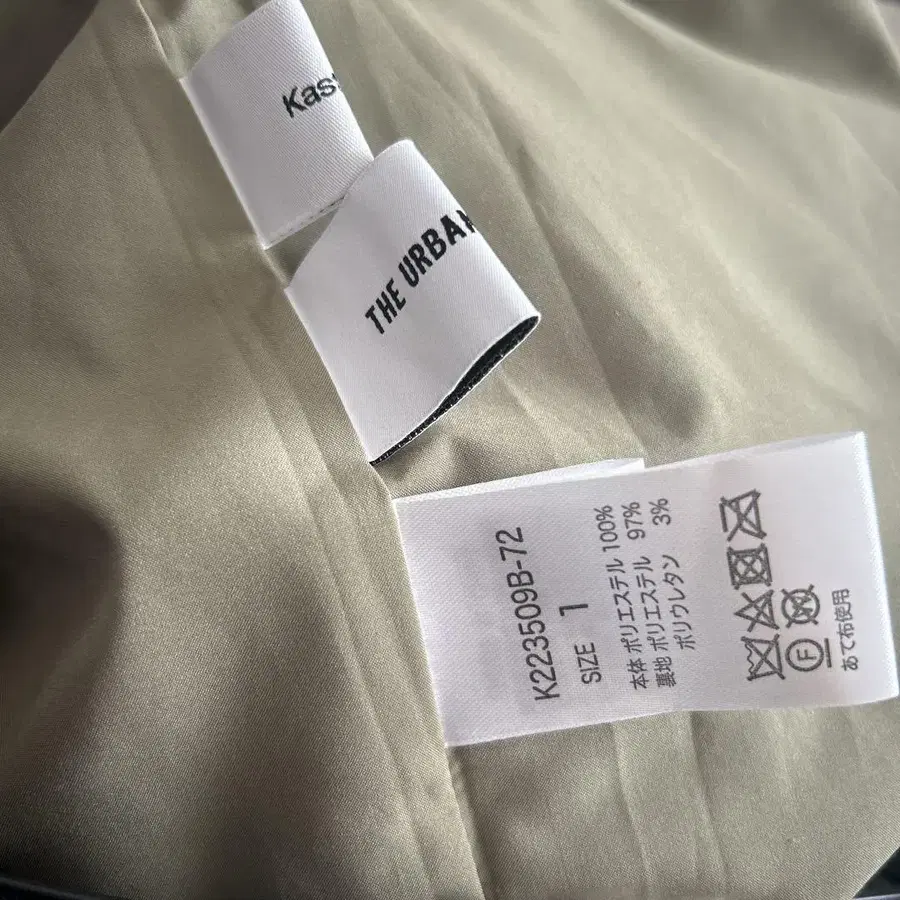 Kas
THE URBAN
K223509B-72
SIZE 1
本体 ポリエステル 100%
裏地 ポリエステル 97%
ポリウレタン 3%
F
W
あて布使用